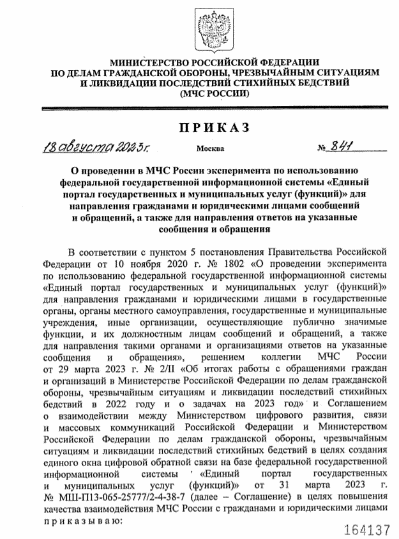 МИНИСТЕРСТВО РОССИЙСКОЙ ФЕДЕРАЦИИ
ПО ДЕЛАМ ГРАЖДАНСКОЙ ОБОРОНЫ, ЧРЕЗВЫЧАЙНЫМ СИТУАЦИЯМ
И ЛИКВИДАЦИИ ПОСЛЕДСТВИЙ СТИХИЙНЫХ БЕДСТВИЙ
(МЧС РОССИИ)
ПРИКАЗ
18 августа 2023г. Москва № 841
О проведении в МЧС России эксперимента по использованию
федеральной государственной информационной системы «Единый
портал государственных и муниципальных услуг (функций)» для
направления гражданами и юридическими лицами сообщений
и обращений, а также для направления ответов на указанные
сообщения и обращения
В соответствии с пунктом 5 постановления Правительства Российской
Федерации от 10 ноября 2020 г. № 1802 «О проведении эксперимента
по использованию федеральной государственной информационной системы
«Единый портал государственных и муниципальных услуг (функций)»
для направления гражданами и юридическими лицами в государственные
органы, органы местного самоуправления, государственные и муниципальные
учреждения, иные организации, осуществляющие публично значимые
функции, и их должностным лицам сообщений и обращений, а также
для направления такими органами и организациями ответов на указанные
сообщения и обращения», решением коллегии МЧС России
от 29 марта 2023 г. № 2/II «Об итогах работы с обращениями граждан
и организаций в Министерстве Российской Федерации по делам гражданской
обороны, чрезвычайным ситуациям и ликвидации последствий стихийных
бедствий в 2022 году и о задачах на 2023 год» и Соглашением
о взаимодействии между Министерством цифрового развития, связи
и массовых коммуникаций Российской Федерации и Министерством
Российской Федерации по делам гражданской обороны, чрезвычайным
ситуациям и ликвидации последствий стихийных бедствий в целях создания
единого окна цифровой обратной связи на базе федеральной государственной
информационной системы «Единый портал государственных
и муниципальных услуг (функций)» от 31 марта 2023 г.
№ МШ-П13-065-25777/2-4-38-7 (далее – Соглашение) в целях повышения
качества взаимодействия МЧС России с гражданами и юридическими лицами
приказываю:
164137